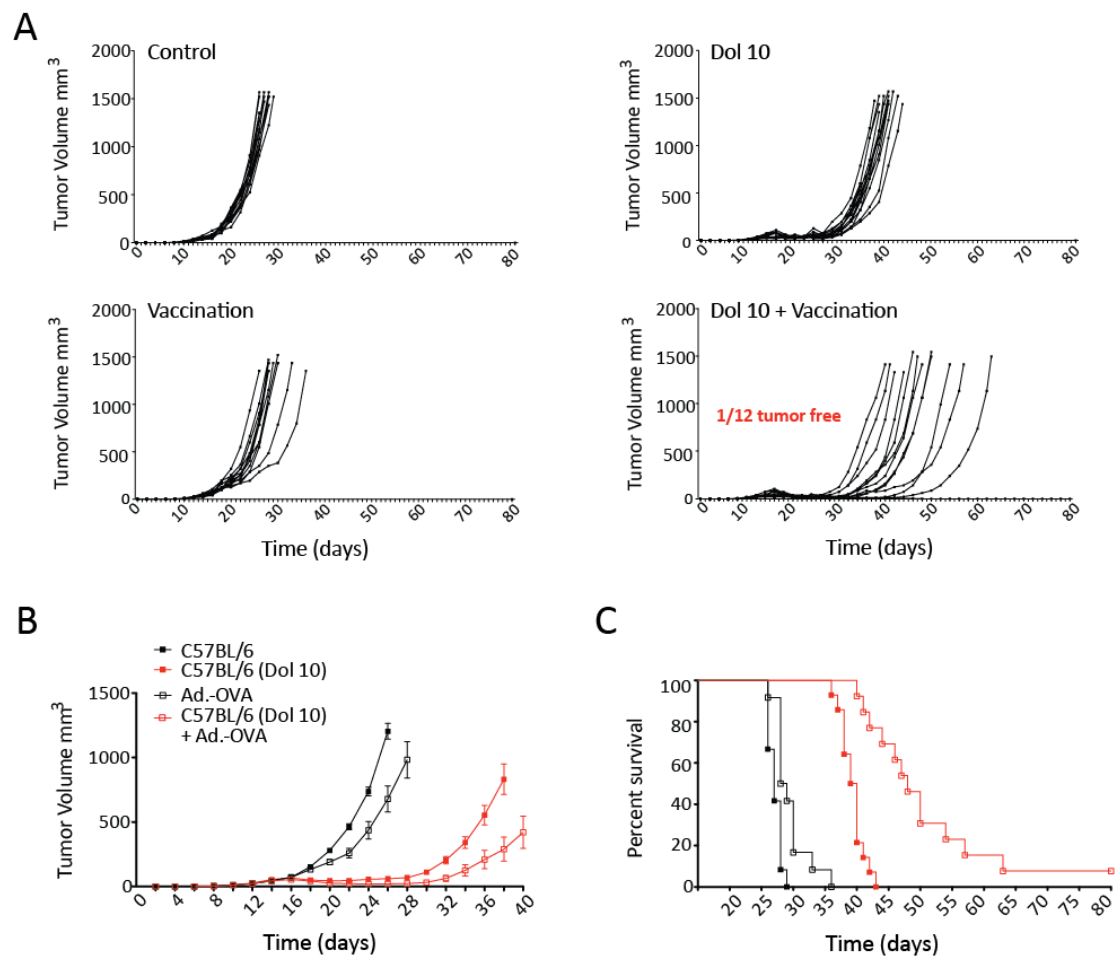 A
Control
Tumor Volume mm3
2000
1500
1000
500
0
0 10 20 30 40 50 60 70 80
Dol 10
Tumor Volume mm3
2000
1500
1000
500
0
0 10 20 30 40 50 60 70 80
Vaccination
Tumor Volume mm3
2000
1500
1000
500
0
0 10 20 30 40 50 60 70 80
Time (days)
Dol 10 + Vaccination
1/12 tumor free
Tumor Volume mm3
2000
1500
1000
500
0
0 10 20 30 40 50 60 70 80
Time (days)
B
C57BL/6
C57BL/6 (Dol 10)
Ad.-OVA
C57BL/6 (Dol 10)
+ Ad.-OVA
Tumor Volume mm3
1500
1000
500
0
0 2 4 8 12 16 20 24 28 32 36 40
Time (days)
C
Percent survival
100
80
60
40
20
0
20 25 30 35 40 45 50 55 60 65 70 75 80
Time (days)